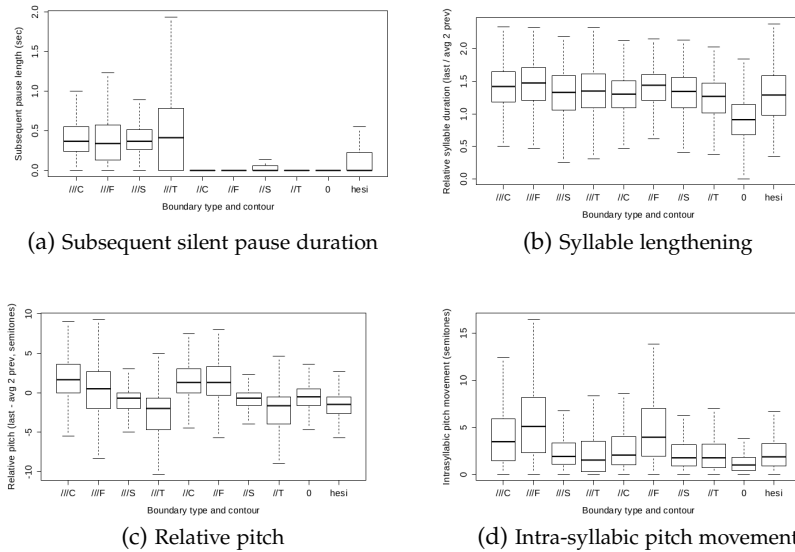 Subsequent pause length (sec)
2.0
1.5
1.0
0.5
0.0
///C ///F ///S ///T //C //F //S //T 0 hesi
Boundary type and contour
(a) Subsequent silent pause duration
Relative syllable duration (last / avg 2 prev)
2.0
1.5
1.0
0.5
0.0
///C ///F ///S ///T //C //F //S //T 0 hesi
Boundary type and contour
(b) Syllable lengthening
Relative pitch (last - avg 2 prev, semitones)
10
5
0
-5
-10
///C ///F ///S ///T //C //F //S //T 0 hesi
Boundary type and contour
(c) Relative pitch
Intrasyllabic pitch movement (semitones)
15
10
5
0
///C ///F ///S ///T //C //F //S //T 0 hesi
Boundary type and contour
(d) Intra-syllabic pitch movement